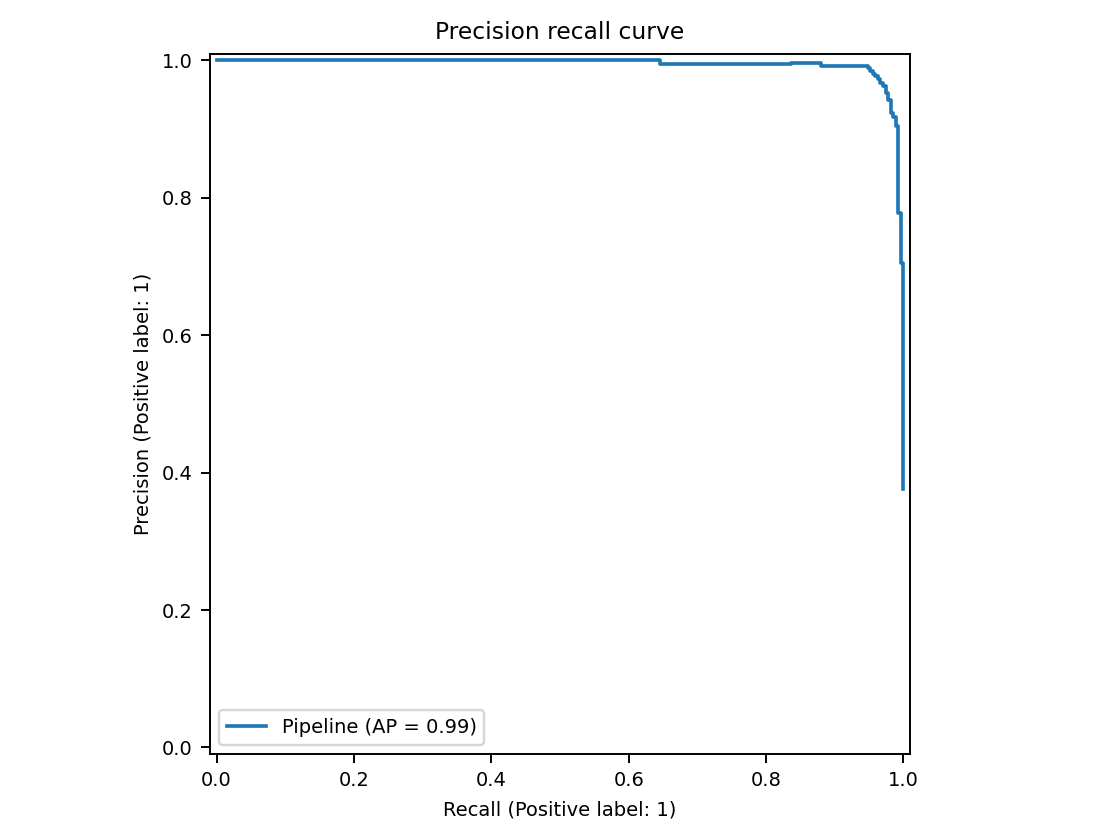 Precision recall curve
1.0
0.8
0.6
0.4
0.2
0.0
Precision (Positive label: 1)
Pipeline (AP = 0.99)
0.0 0.2 0.4 0.6 0.8 1.0
Recall (Positive label: 1)